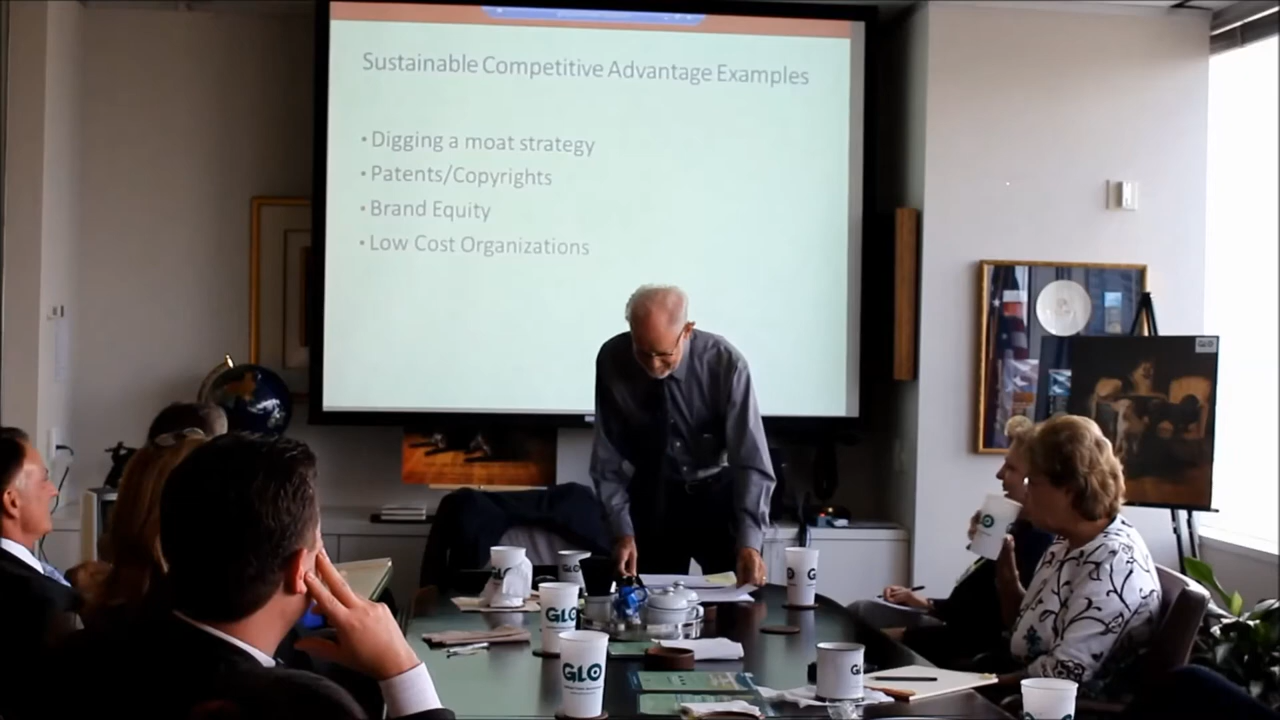 Sustainable Competitive Advantage Examples
• Digging a moat strategy
• Patents/Copyrights
• Brand Equity
• Low Cost Organizations
GLO
GLO
GLO
GLO